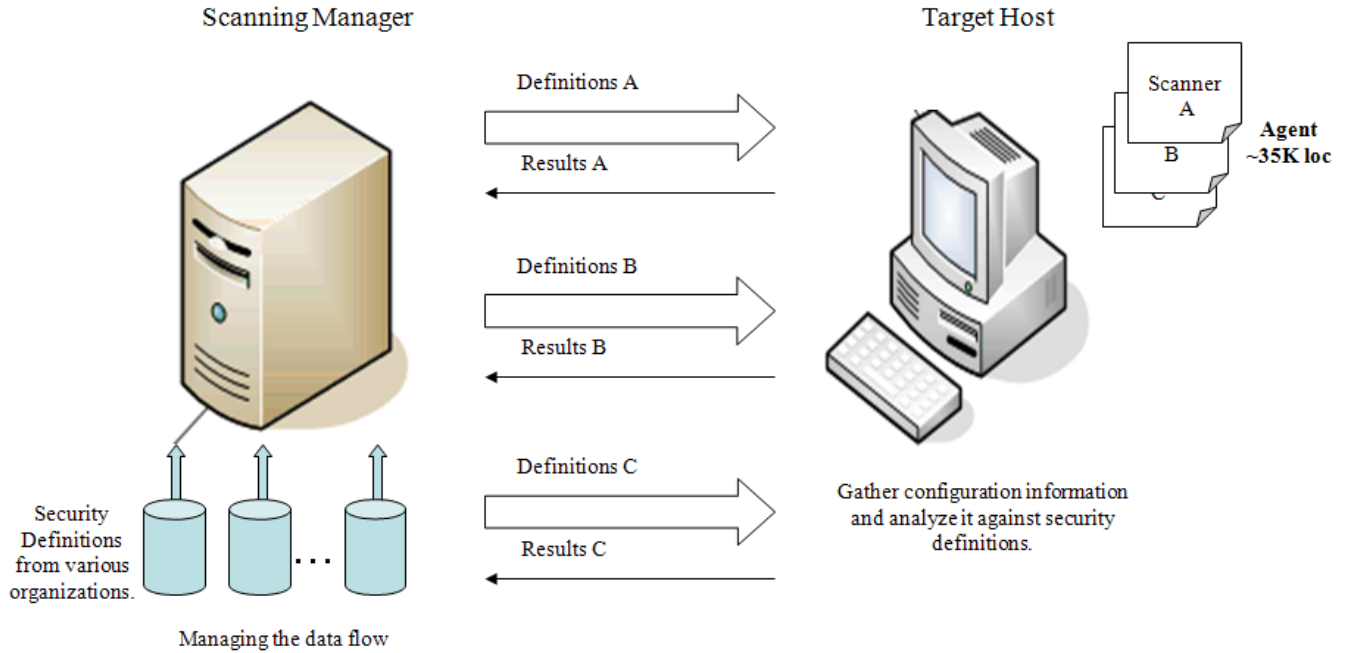 Scanning Manager
Target Host
Definitions A
Results A
Scanner
A
B
C
Agent
~35K loc
Definitions B
Results B
Definitions C
Results C
Security
Definitions
from various
organizations.
...
Managing the data flow
Gather configuration information
and analyze it against security
definitions.